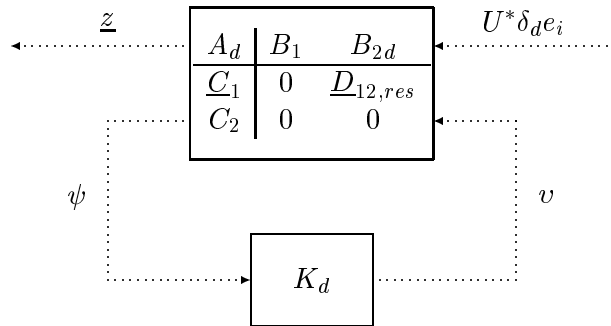 z U*δ_d e_i
A_d B_1 B_{2d}
C_1 0 D_{12,res}
C_2 0 0
ψ υ
K_d